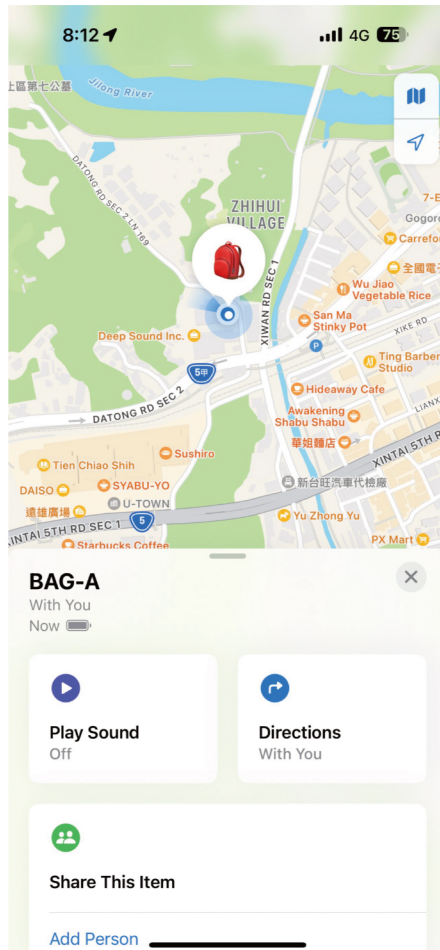 8:12
4G 75
上區第七公墓
Jilong River
DATONG RD SEC 2 LN 169
ZHIHUI
VILLAGE
7-E
Gogoro
Carrefo
全國電子
Wu Jiao
Vegetable Rice
XIWAN RD SEC 1
San Ma
Stinky Pot
Deep Sound Inc.
P
XIKE RD
5甲
Ting Barber
Studio
DATONG RD SEC 2
Hideaway Cafe
LIANX
Awakening
Shabu Shabu
華姐麵店
XINTAI 5TH R
Sushiro
Tien Chiao Shih
SYABU-YO
新台旺汽車代檢廠
DAISO
U-TOWN
遠雄廣場
Yu Zhong Yu
5
INTAI 5TH RD SEC 1
PX Mart
Starbucks Coffee
BAG-A
With You
Now
Play Sound
Off
Directions
With You
Share This Item
Add Person